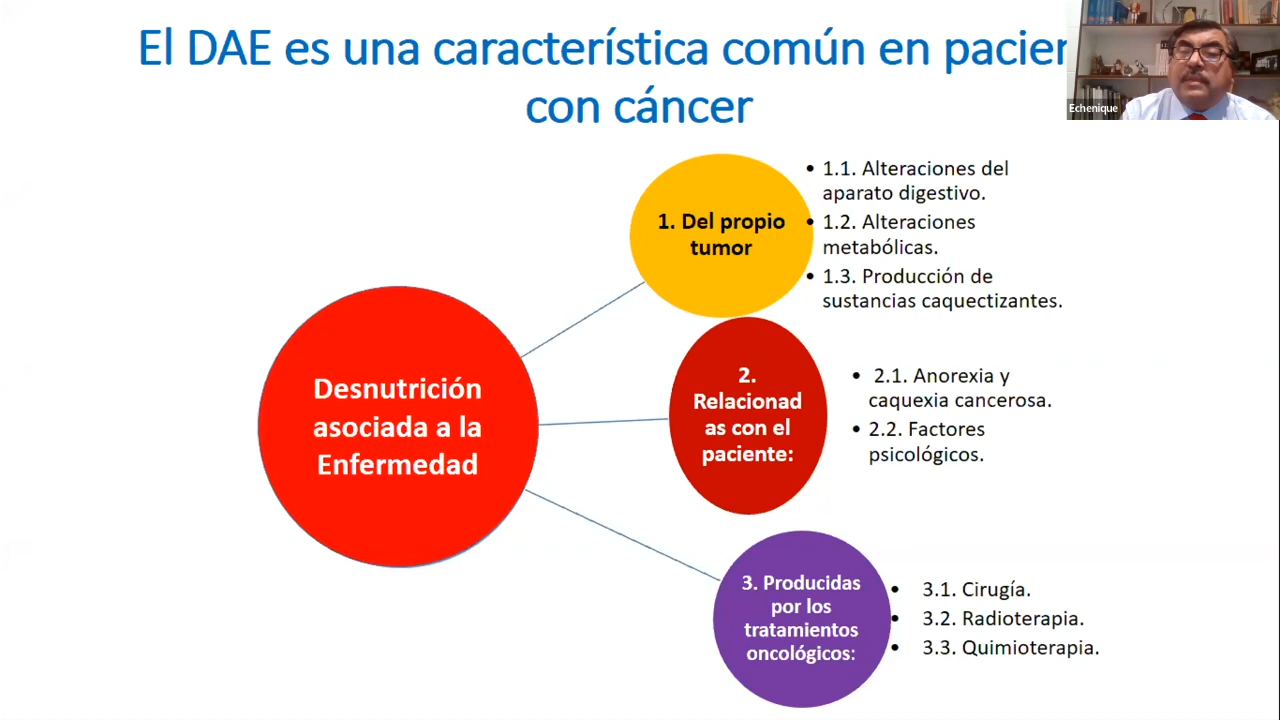 El DAE es una característica común en
con cáncer
Echenique
1. Del propio
tumor
• 1.1. Alteraciones del
aparato digestivo.
• 1.2. Alteraciones
metabólicas.
• 1.3. Producción de
sustancias caquectizantes.
Desnutrición
asociada a la
Enfermedad
2.
Relacionad
as con el
paciente:
• 2.1. Anorexia y
caquexia cancerosa.
• 2.2. Factores
psicológicos.
3. Producidas
por los
tratamientos
oncológicos:
• 3.1. Cirugía.
• 3.2. Radioterapia.
• 3.3. Quimioterapia.